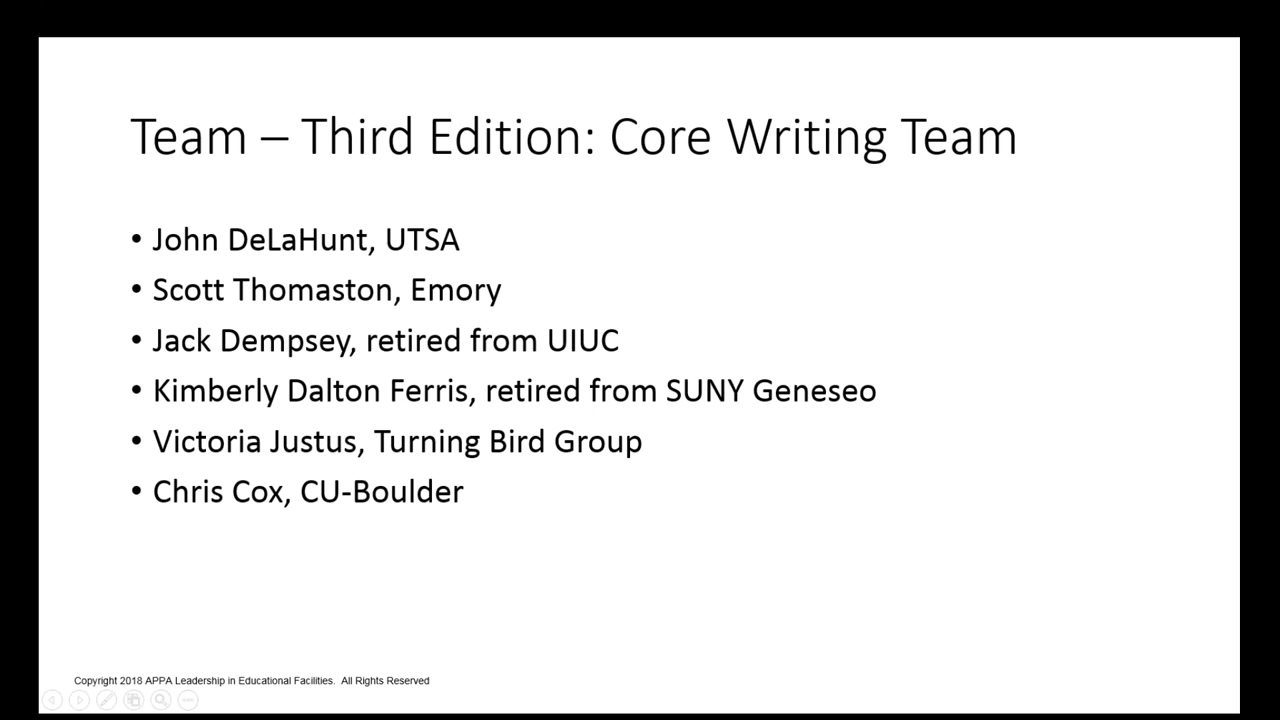 Team – Third Edition: Core Writing Team
• John DeLaHunt, UTSA
• Scott Thomaston, Emory
• Jack Dempsey, retired from UIUC
• Kimberly Dalton Ferris, retired from SUNY Geneseo
• Victoria Justus, Turning Bird Group
• Chris Cox, CU-Boulder
Copyright 2018 APPA Leadership in Educational Facilities.  All Rights Reserved